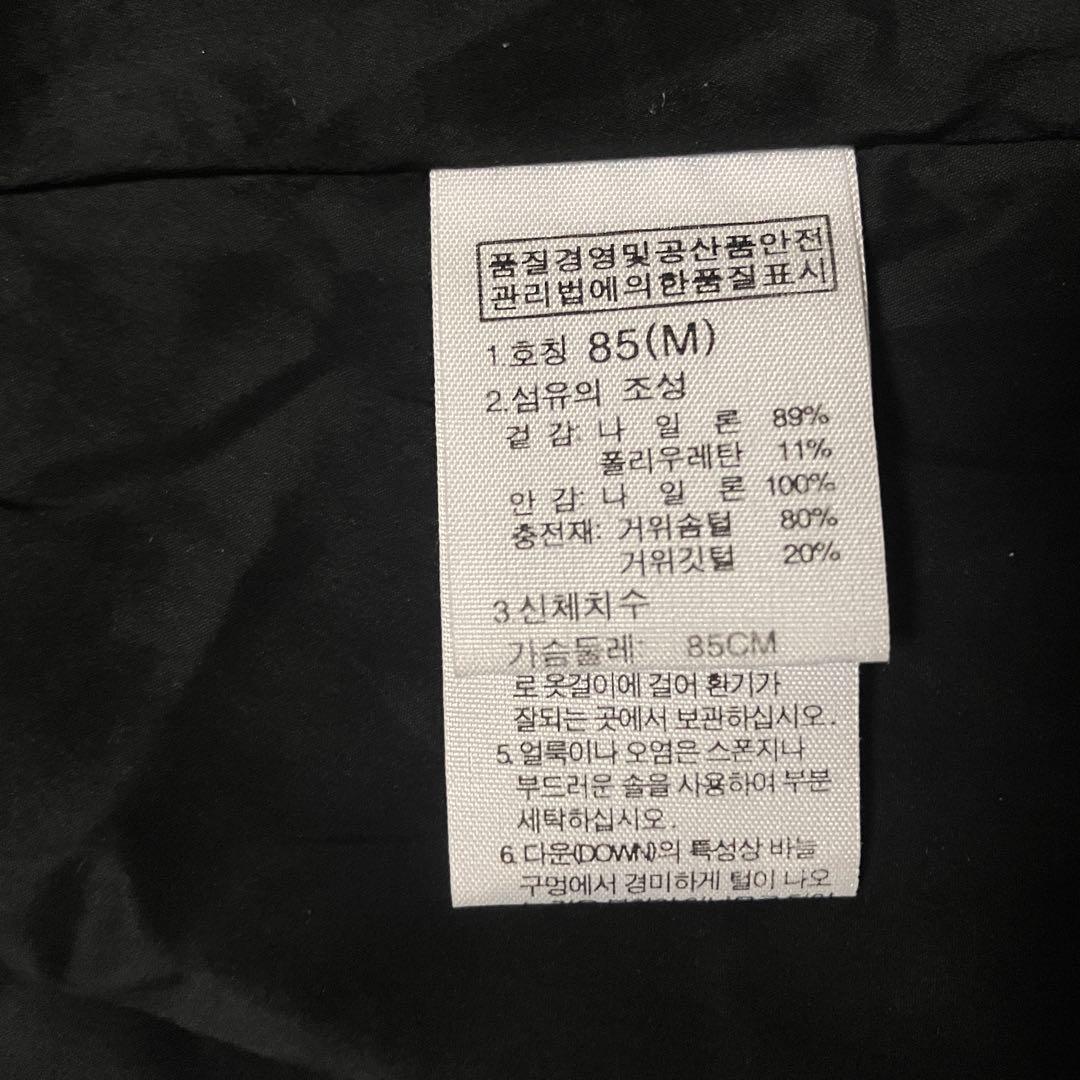 품질경영및공산품안전
관리법에의한품질표시
1 호칭 85(M)
2.섬유의 조성
겉 감: 나 일 론 89%
폴리우레탄 11%
안 감: 나 일 론 100%
충전재: 거위솜털 80%
거위깃털 20%
3 신체치수
가슴둘레: 85CM
로 옷걸이에 걸어 환기가
잘되는 곳에서 보관하십시오.
5. 얼룩이나 오염은 스폰지나
부드러운 솔을 사용하여 부분
세탁하십시오.
6. 다운(DOWN)의 특성상 바늘
구멍에서 경미하게 털이 나오